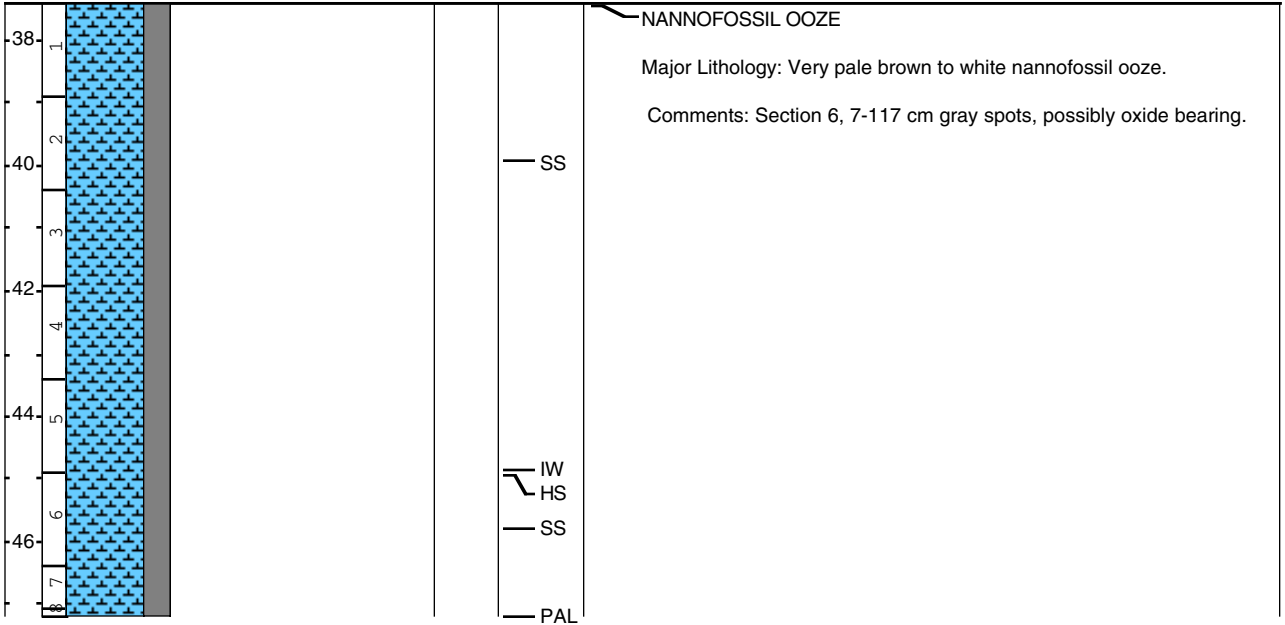 NANNOFOSSIL OOZE
Major Lithology: Very pale brown to white nannofossil ooze.
Comments: Section 6, 7-117 cm gray spots, possibly oxide bearing.
38
1
2
40
SS
3
42
4
44
5
IW
HS
6
SS
46
7
8
PAL